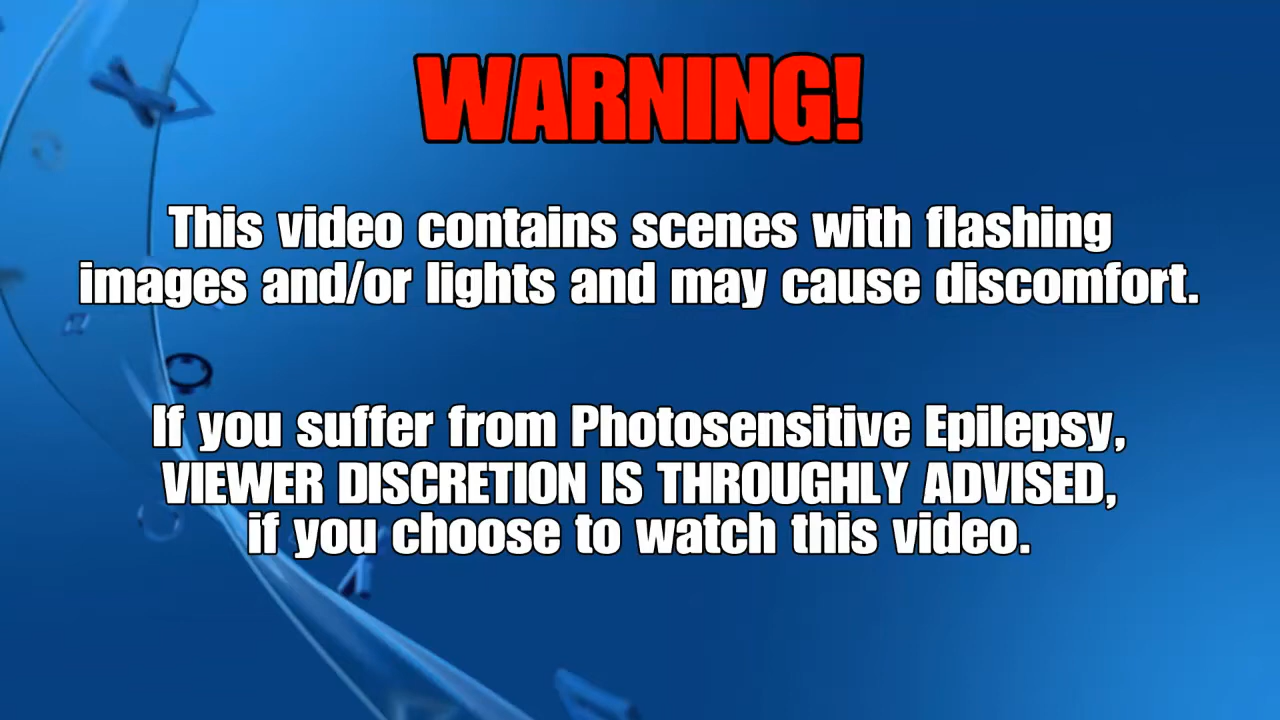 WARNING!
This video contains scenes with flashing
images and/or lights and may cause discomfort.
If you suffer from Photosensitive Epilepsy,
VIEWER DISCRETION IS THROUGHLY ADVISED,
if you choose to watch this video.